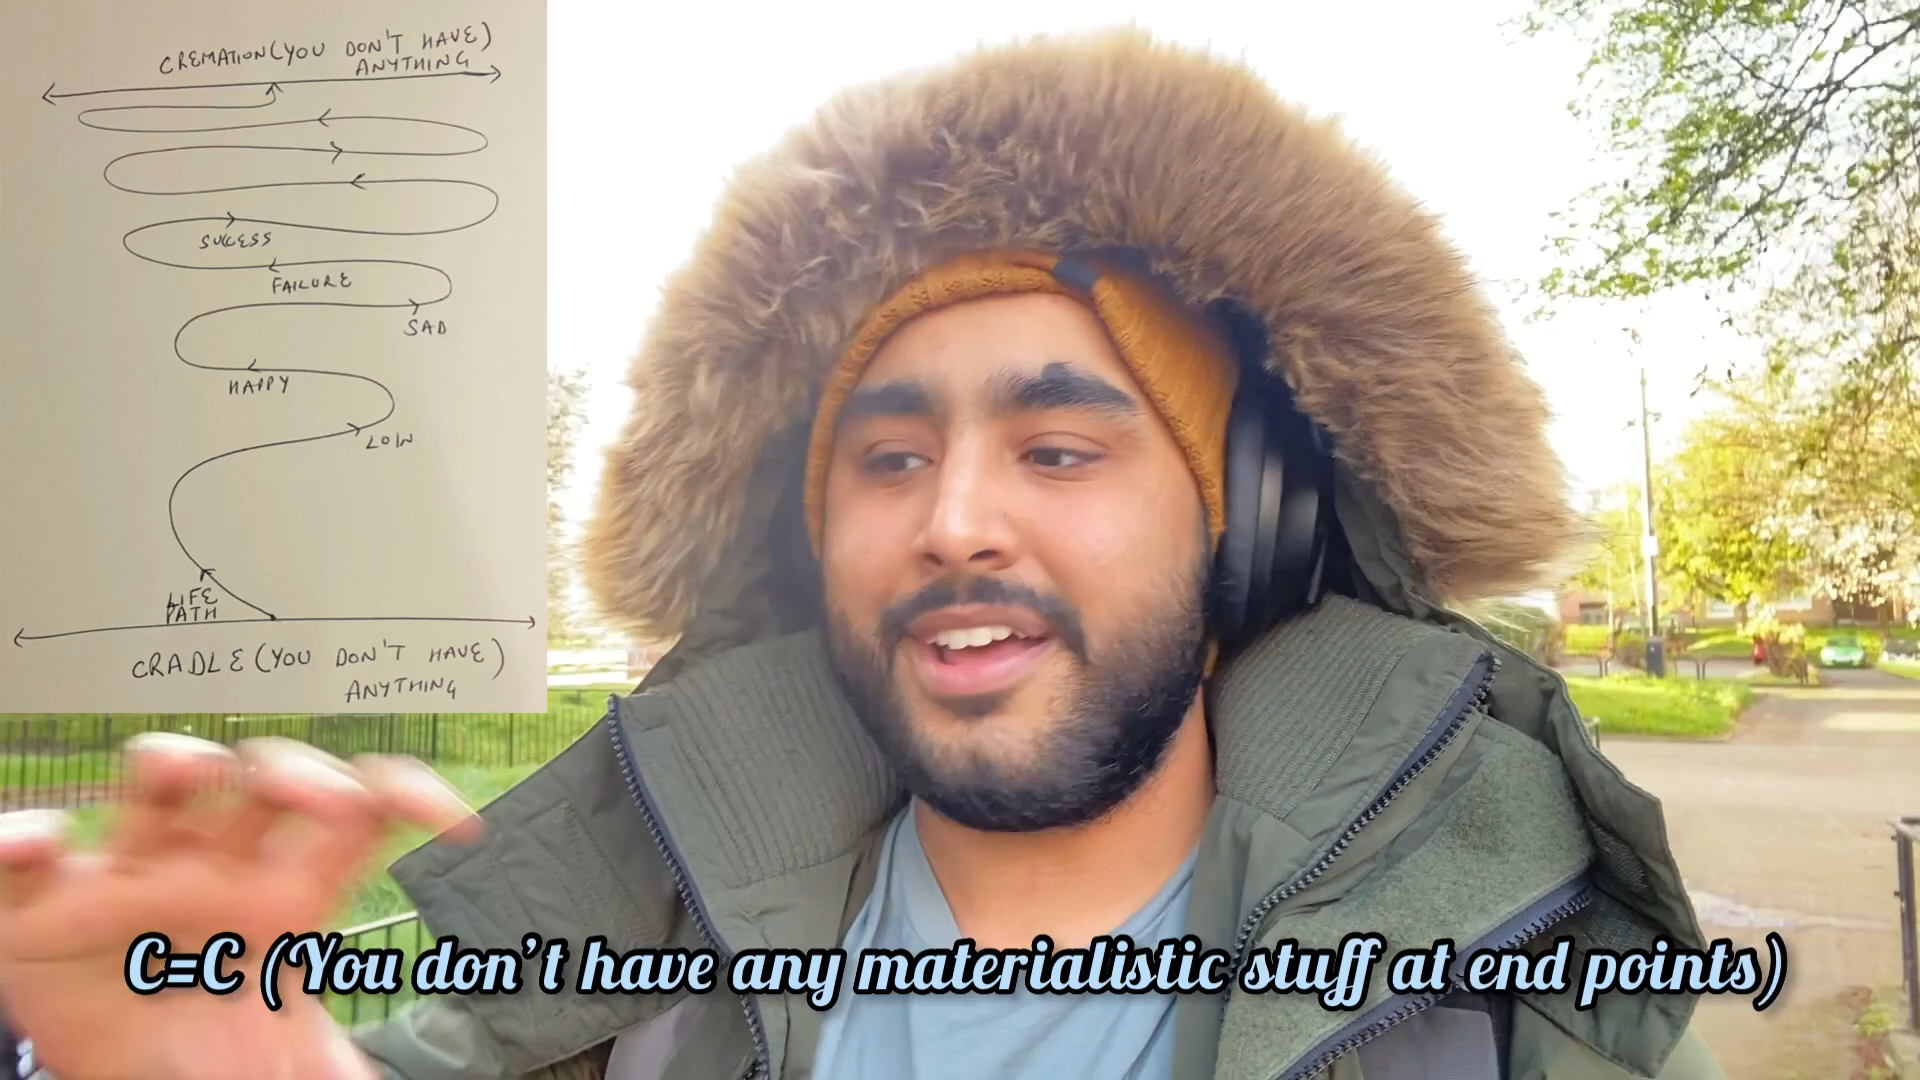 CREMATION (YOU DON'T HAVE)
ANYTHING
SUCCESS
FAILURE
SAD
HAPPY
LOIN
LIFE
PATH
CRADLE (YOU DON'T HAVE)
ANYTHING
C=C (You don't have any materialistic stuff at end points)